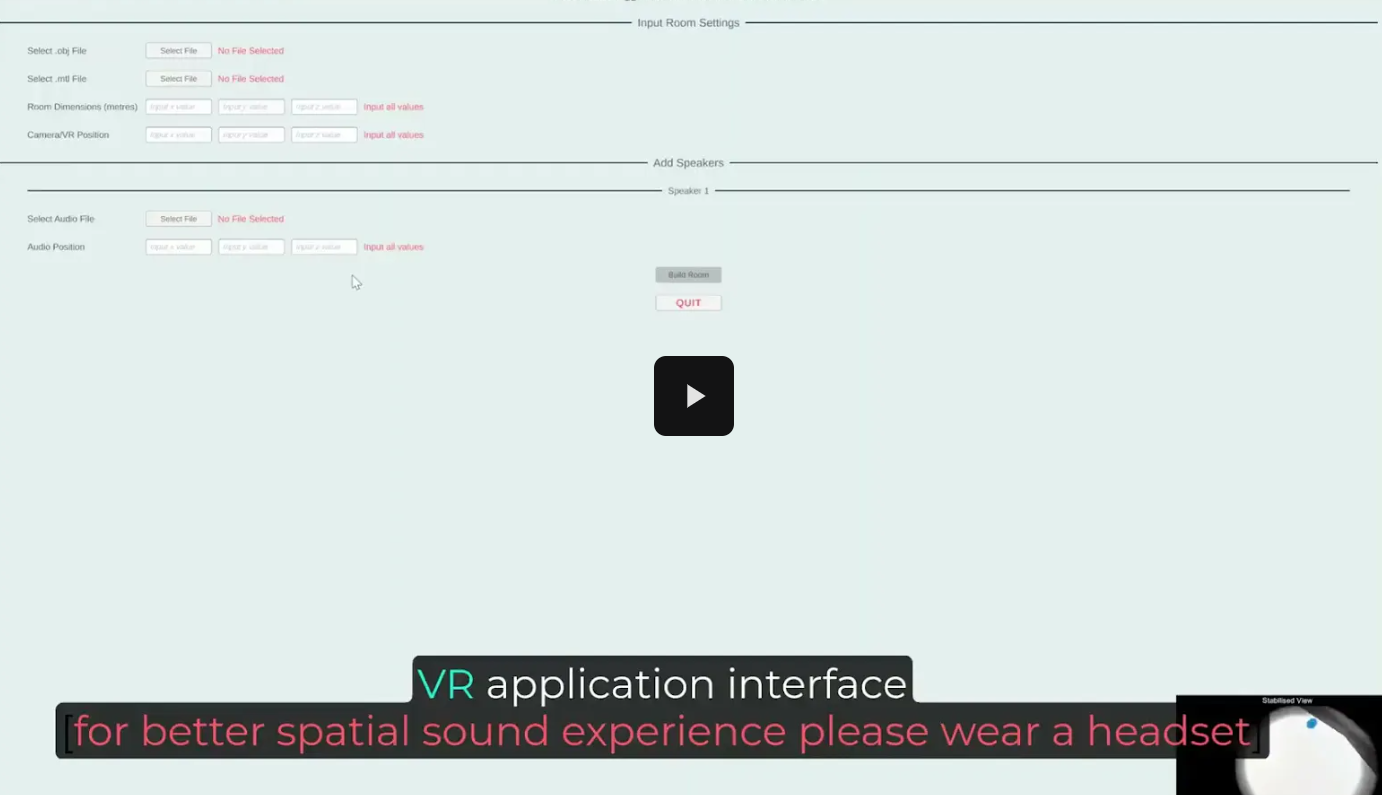 Input Room Settings
Select .obj File Select File No File Selected
Select .mtl File Select File No File Selected
Room Dimensions (metres) Input x value Input y value Input z value Input all values
Camera/VR Position Input x value Input y value Input z value Input all values
Add Speakers
Speaker 1
Select Audio File Select File No File Selected
Audio Position Input x value Input y value Input z value Input all values
Build Room
QUIT
VR application interface
[for better spatial sound experience please wear a headset]
Stabilised View